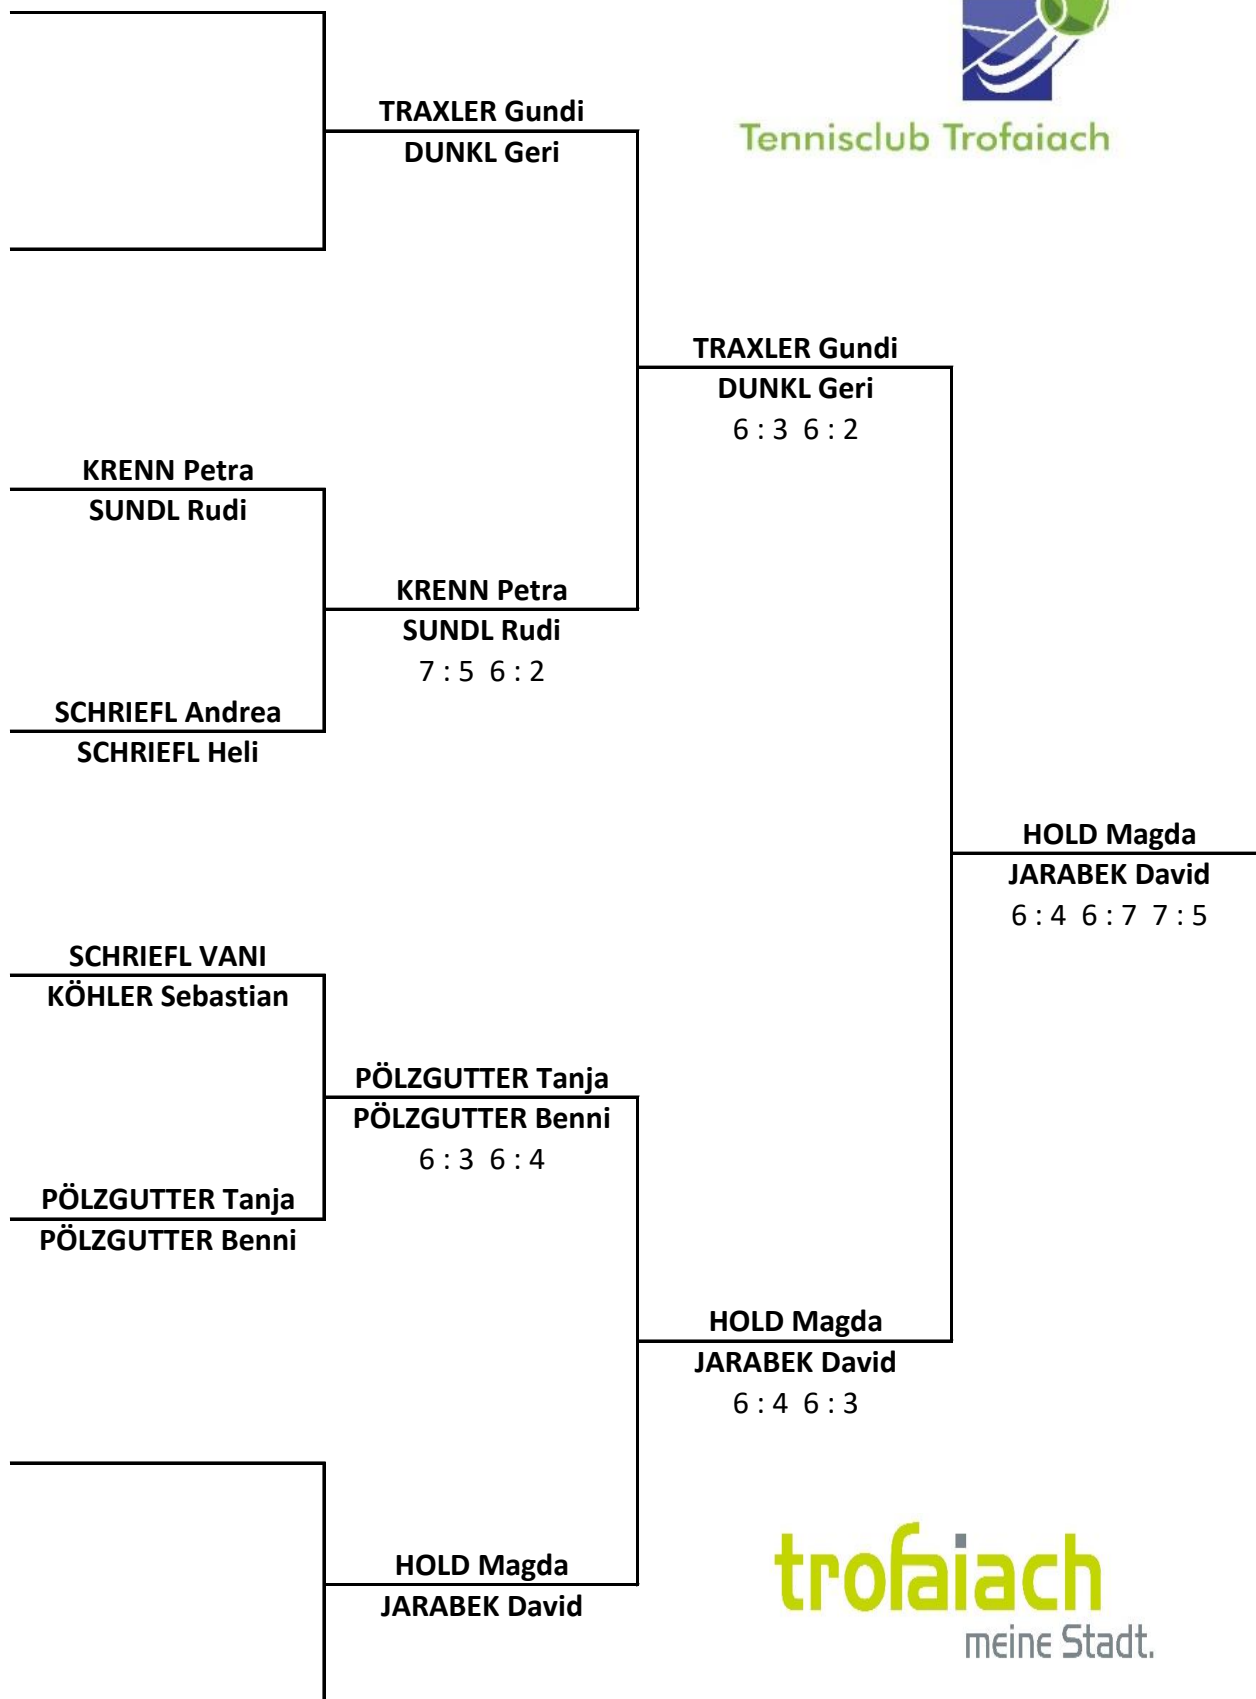 TRAXLER Gundi
DUNKL Geri
Tennisclub Trofaiach
TRAXLER Gundi
DUNKL Geri
6 : 3 6 : 2
KRENN Petra
SUNDL Rudi
KRENN Petra
SUNDL Rudi
7 : 5 6 : 2
SCHRIEFL Andrea
SCHRIEFL Heli
HOLD Magda
JARABEK David
6 : 4 6 : 7 7 : 5
SCHRIEFL VANI
KÖHLER Sebastian
PÖLZGUTTER Tanja
PÖLZGUTTER Benni
6 : 3 6 : 4
PÖLZGUTTER Tanja
PÖLZGUTTER Benni
HOLD Magda
JARABEK David
6 : 4 6 : 3
HOLD Magda
JARABEK David
trofaiach
meine Stadt.